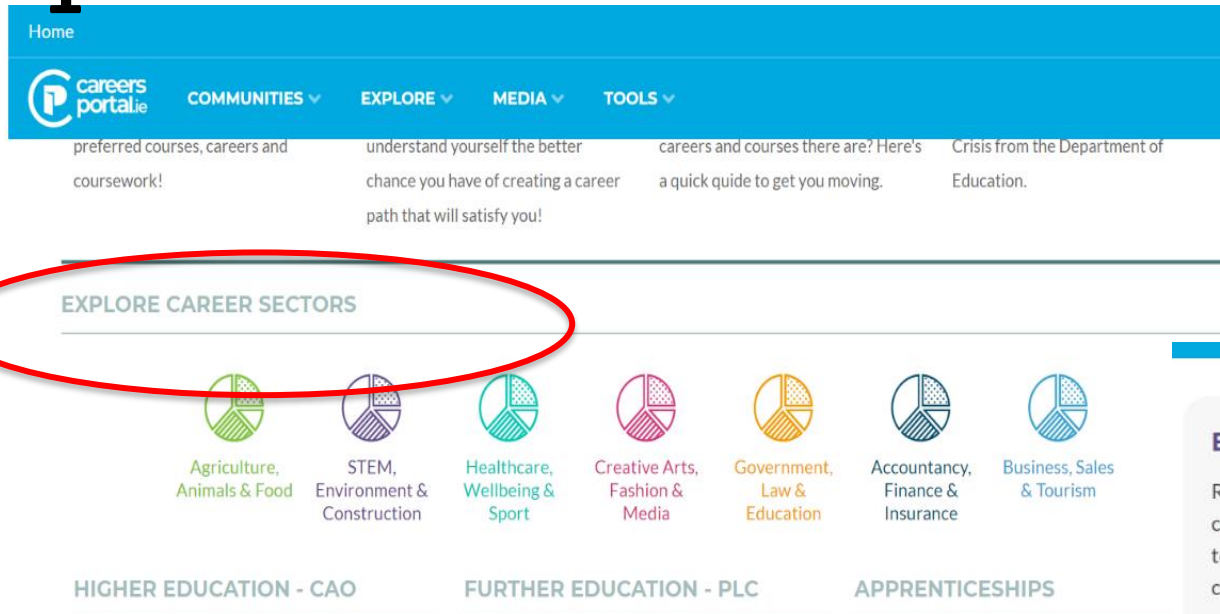 Home
careers
portal.ie
COMMUNITIES
EXPLORE
MEDIA
TOOLS
preferred courses, careers and
coursework!
understand yourself the better
chance you have of creating a career
path that will satisfy you!
careers and courses there are? Here's
a quick quide to get you moving.
Crisis from the Department of
Education.
EXPLORE CAREER SECTORS
Agriculture,
Animals & Food
STEM,
Environment &
Construction
Healthcare,
Wellbeing &
Sport
Creative Arts,
Fashion &
Media
Government,
Law &
Education
Accountancy,
Finance &
Insurance
Business, Sales
& Tourism
HIGHER EDUCATION - CAO
FURTHER EDUCATION - PLC
APPRENTICESHIPS